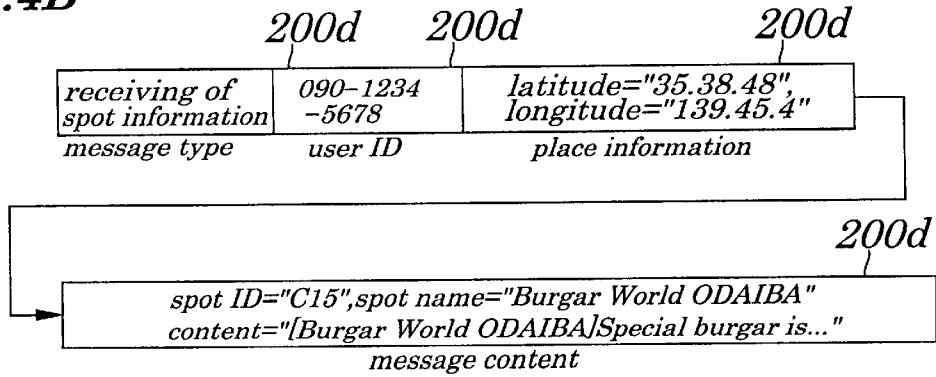 .4B
200d 200d 200d
receiving of
spot information
090-1234
-5678
latitude="35.38.48",
longitude="139.45.4"
message type user ID place information
200d
spot ID="C15",spot name="Burgar World ODAIBA"
content="[Burgar World ODAIBA]Special burgar is..."
message content